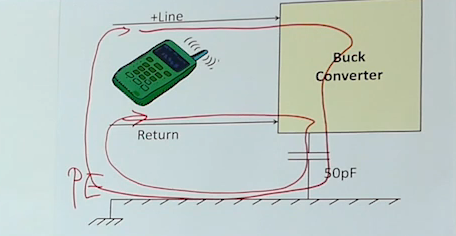 +Line
Buck
Converter
Return
50pF
PE